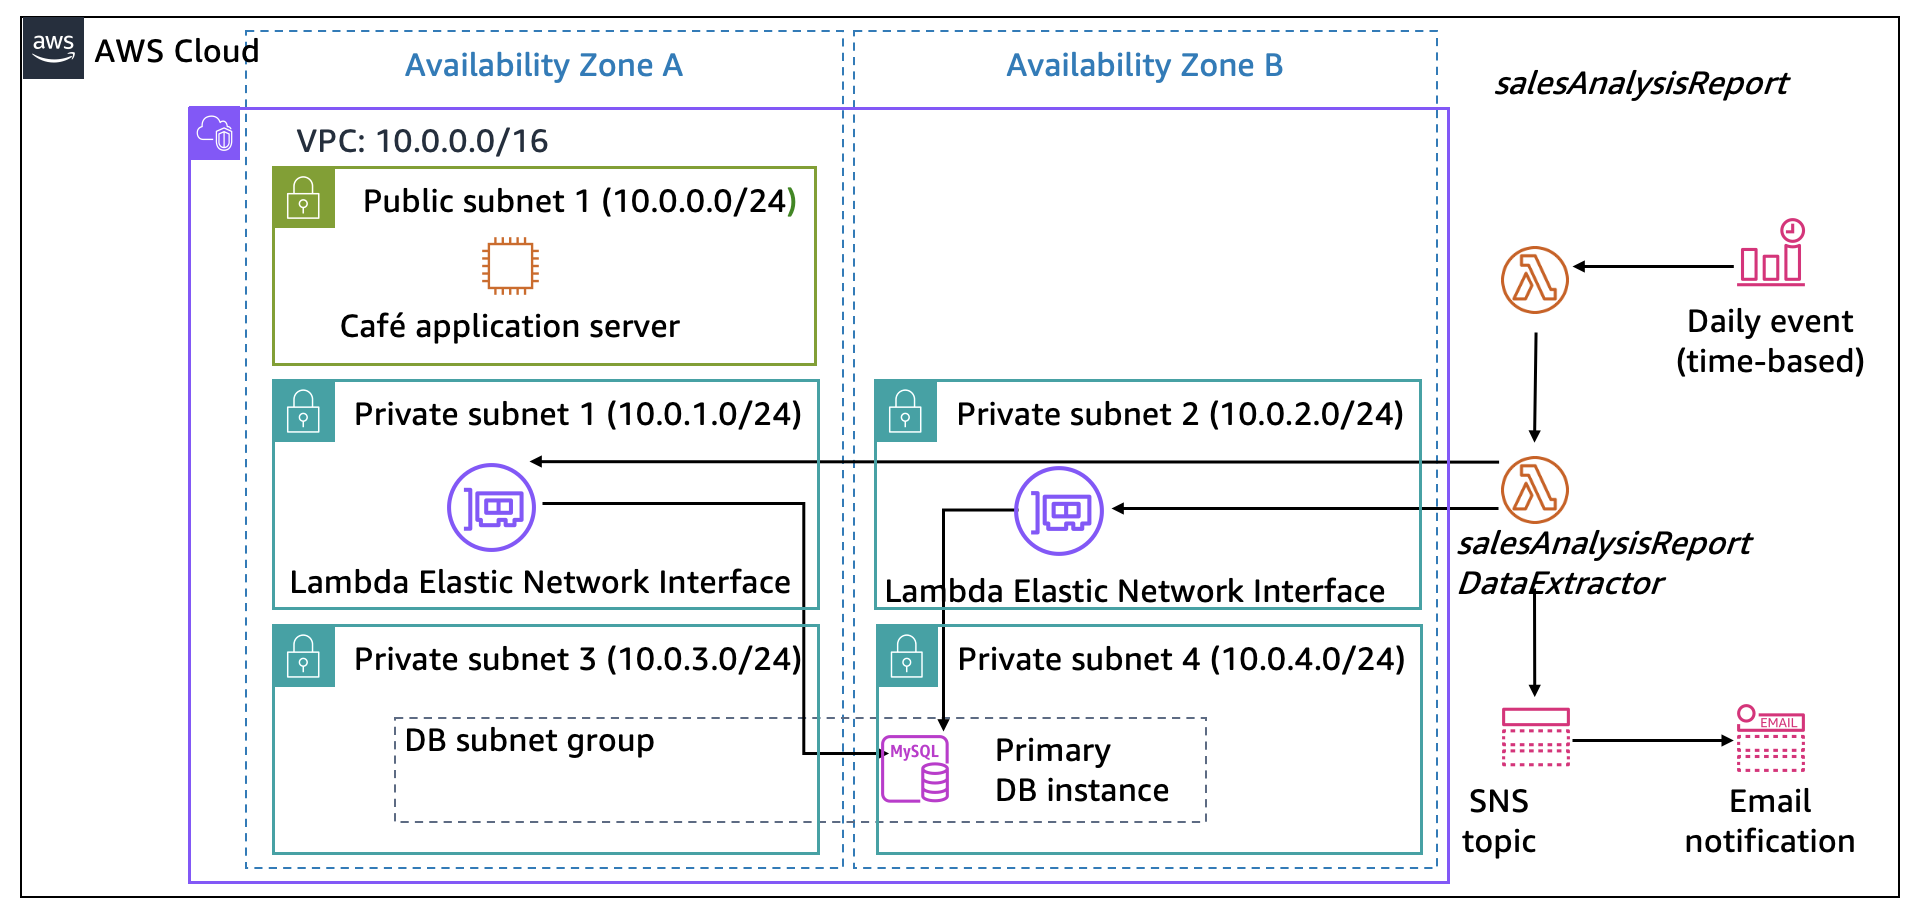 aws
AWS Cloud
Availability Zone A
Availability Zone B
salesAnalysisReport
VPC: 10.0.0.0/16
Public subnet 1 (10.0.0.0/24)
Café application server
Daily event
(time-based)
Private subnet 1 (10.0.1.0/24)
Private subnet 2 (10.0.2.0/24)
Lambda Elastic Network Interface
Lambda Elastic Network Interface
salesAnalysisReport
DataExtractor
Private subnet 3 (10.0.3.0/24)
Private subnet 4 (10.0.4.0/24)
DB subnet group
MySQL
Primary
DB instance
EMAIL
SNS
topic
Email
notification